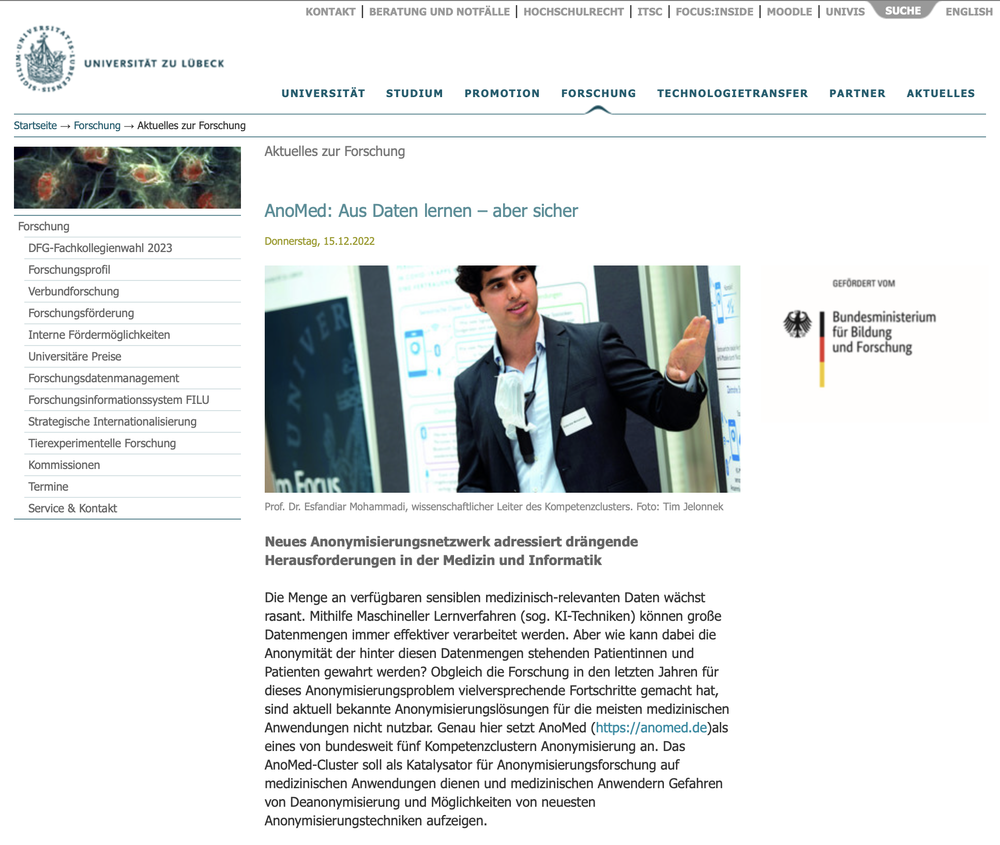 KONTAKT | BERATUNG UND NOTFÄLLE | HOCHSCHULRECHT | ITSC | FOCUS:INSIDE | MOODLE | UNIVIS SUCHE ENGLISH
SIGILLUM·UNIVERSITATIS·LUBECENSIS·
UNIVERSITÄT ZU LÜBECK
UNIVERSITÄT STUDIUM PROMOTION FORSCHUNG TECHNOLOGIETRANSFER PARTNER AKTUELLES
Startseite → Forschung → Aktuelles zur Forschung
Forschung
DFG-Fachkollegienwahl 2023
Forschungsprofil
Verbundforschung
Forschungsförderung
Interne Fördermöglichkeiten
Universitäre Preise
Forschungsdatenmanagement
Forschungsinformationssystem FILU
Strategische Internationalisierung
Tierexperimentelle Forschung
Kommissionen
Termine
Service & Kontakt
Aktuelles zur Forschung
AnoMed: Aus Daten lernen – aber sicher
Donnerstag, 15.12.2022
UNIVER
im Focus
GEFÖRDERT VOM
Bundesministerium
für Bildung
und Forschung
Prof. Dr. Esfandiar Mohammadi, wissenschaftlicher Leiter des Kompetenzclusters. Foto: Tim Jelonnek
Neues Anonymisierungsnetzwerk adressiert drängende
Herausforderungen in der Medizin und Informatik
Die Menge an verfügbaren sensiblen medizinisch-relevanten Daten wächst
rasant. Mithilfe Maschineller Lernverfahren (sog. KI-Techniken) können große
Datenmengen immer effektiver verarbeitet werden. Aber wie kann dabei die
Anonymität der hinter diesen Datenmengen stehenden Patientinnen und
Patienten gewahrt werden? Obgleich die Forschung in den letzten Jahren für
dieses Anonymisierungsproblem vielversprechende Fortschritte gemacht hat,
sind aktuell bekannte Anonymisierungslösungen für die meisten medizinischen
Anwendungen nicht nutzbar. Genau hier setzt AnoMed (https://anomed.de)als
eines von bundesweit fünf Kompetenzclustern Anonymisierung an. Das
AnoMed-Cluster soll als Katalysator für Anonymisierungsforschung auf
medizinischen Anwendungen dienen und medizinischen Anwendern Gefahren
von Deanonymisierung und Möglichkeiten von neuesten
Anonymisierungstechniken aufzeigen.